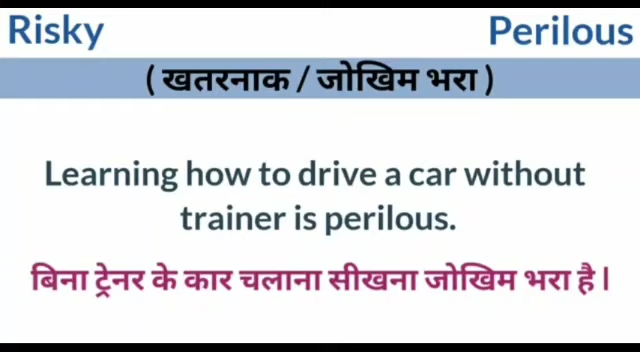 Risky Perilous
( खतरनाक / जोखिम भरा )
Learning how to drive a car without
trainer is perilous.
बिना ट्रेनर के कार चलाना सीखना जोखिम भरा है।